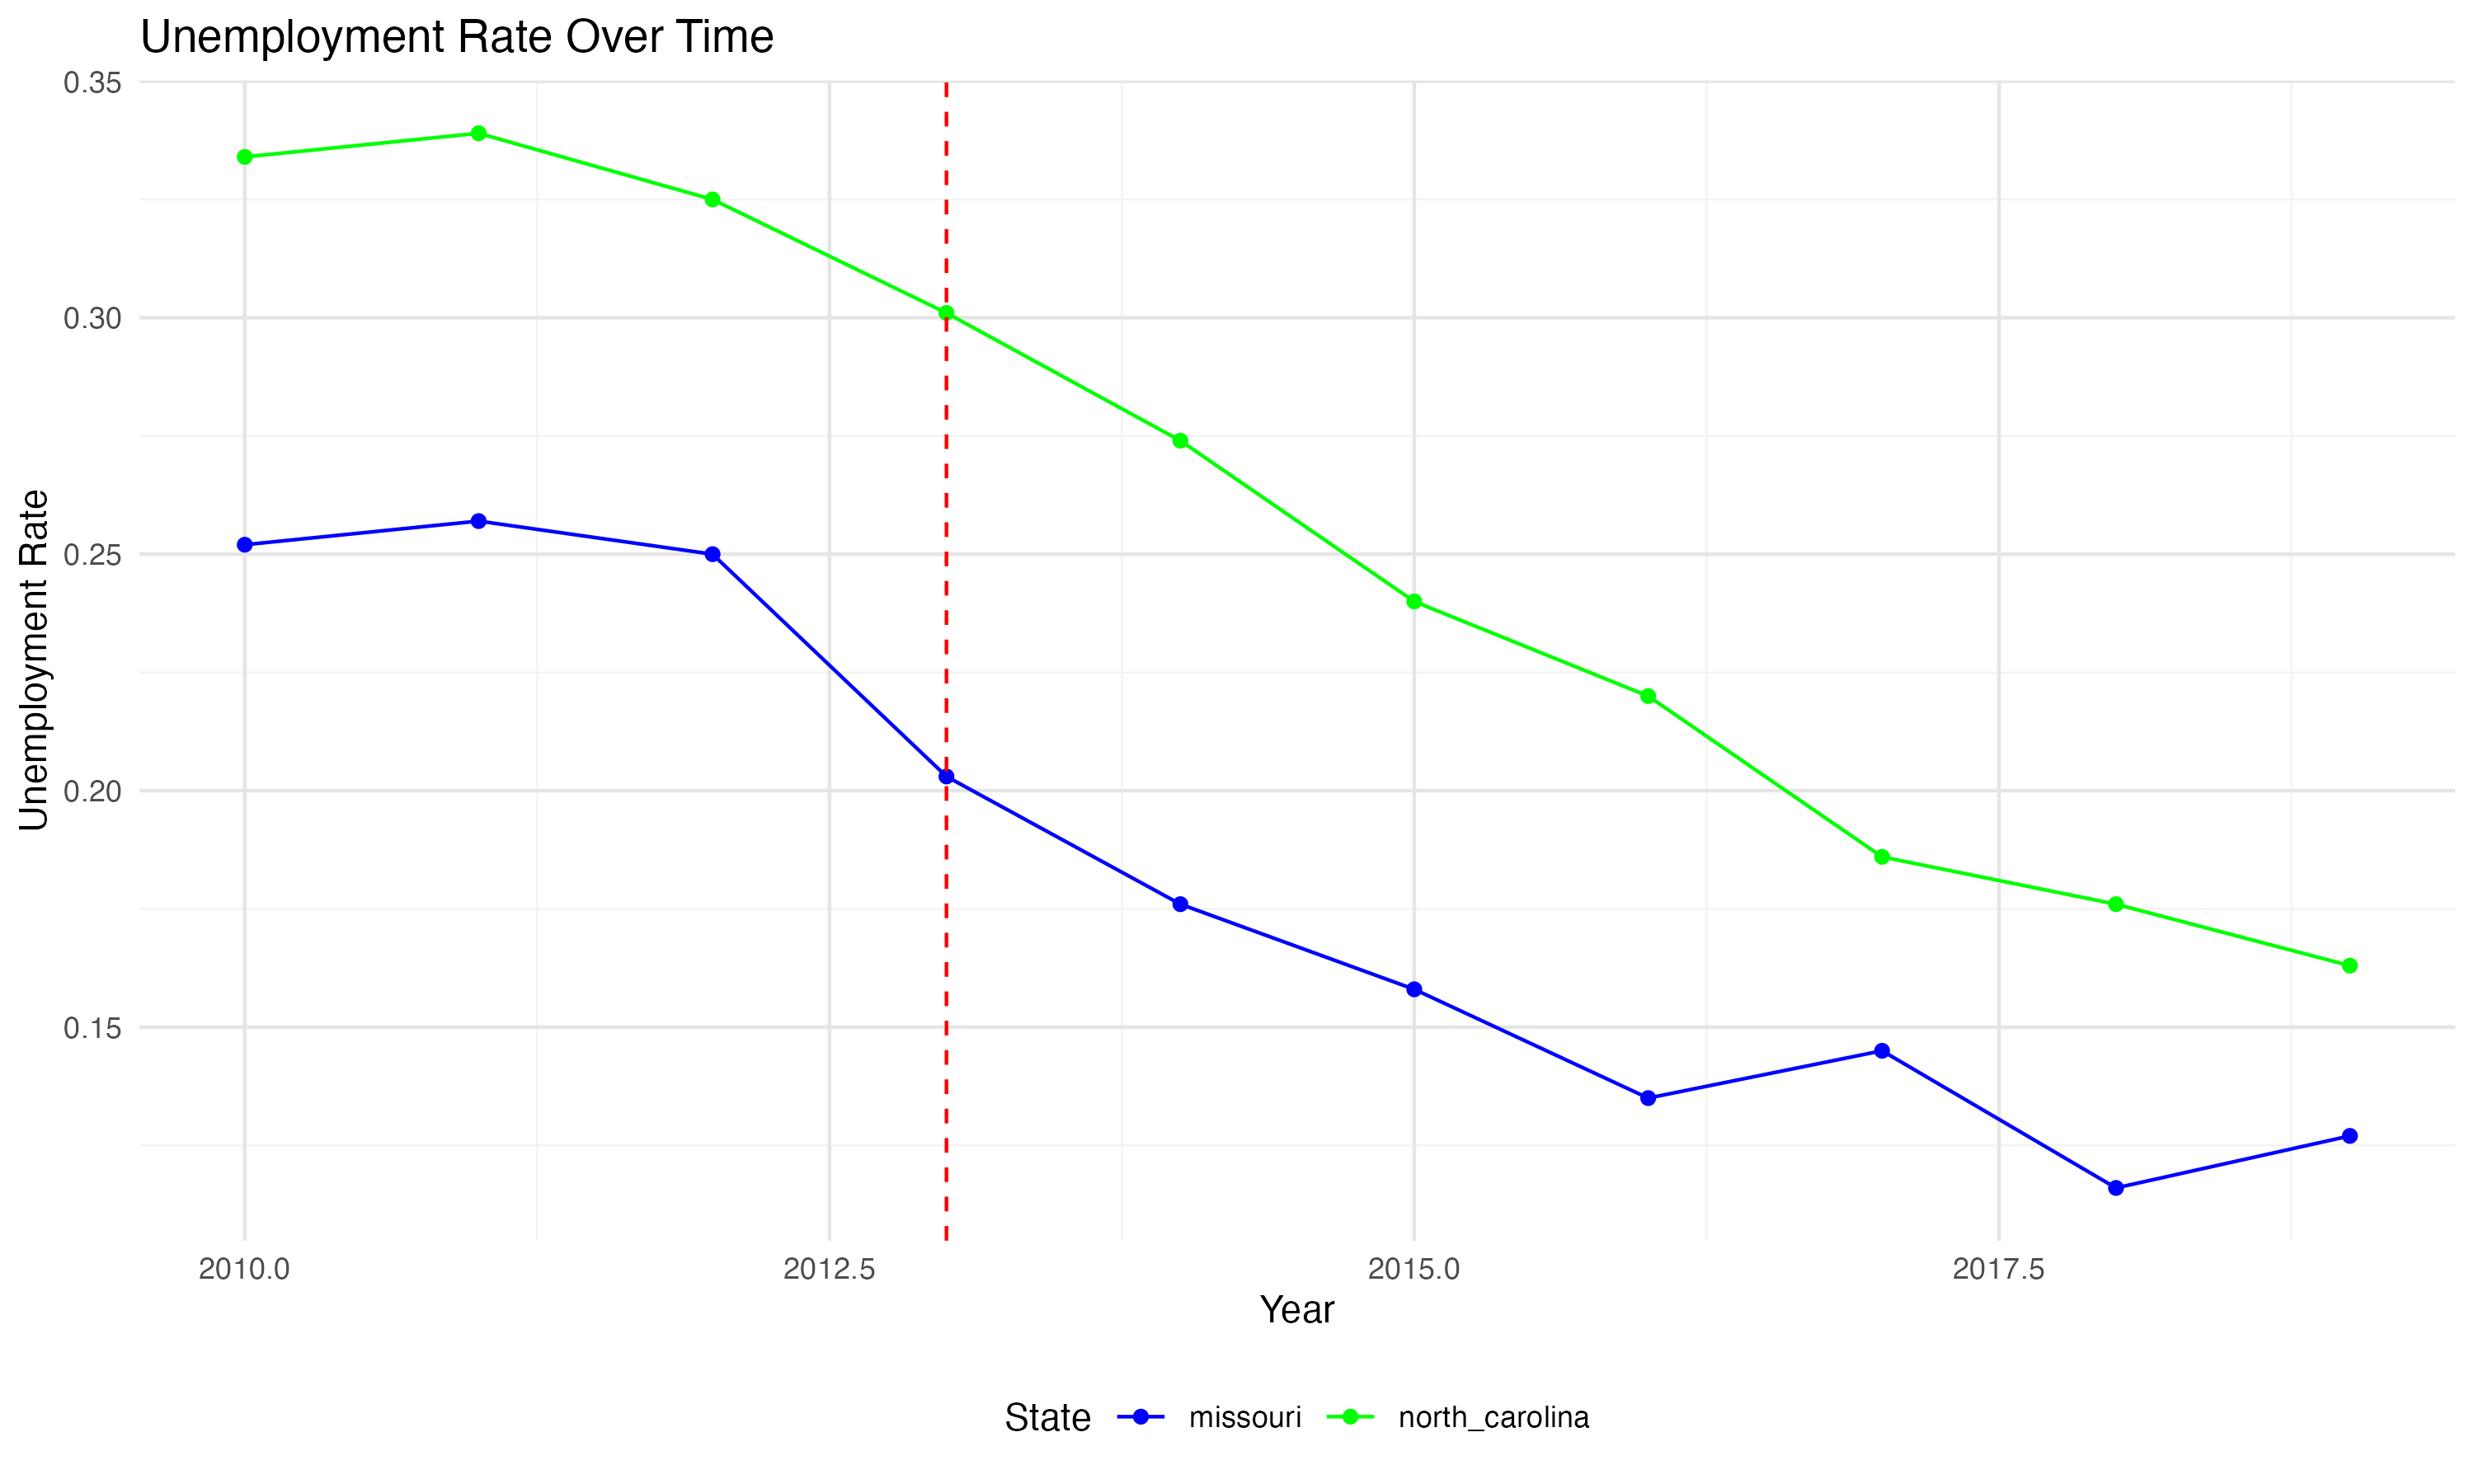 Unemployment Rate Over Time
0.35
0.30
0.25
0.20
0.15
Unemployment Rate
2010.0 2012.5 2015.0 2017.5
Year
State missouri north_carolina